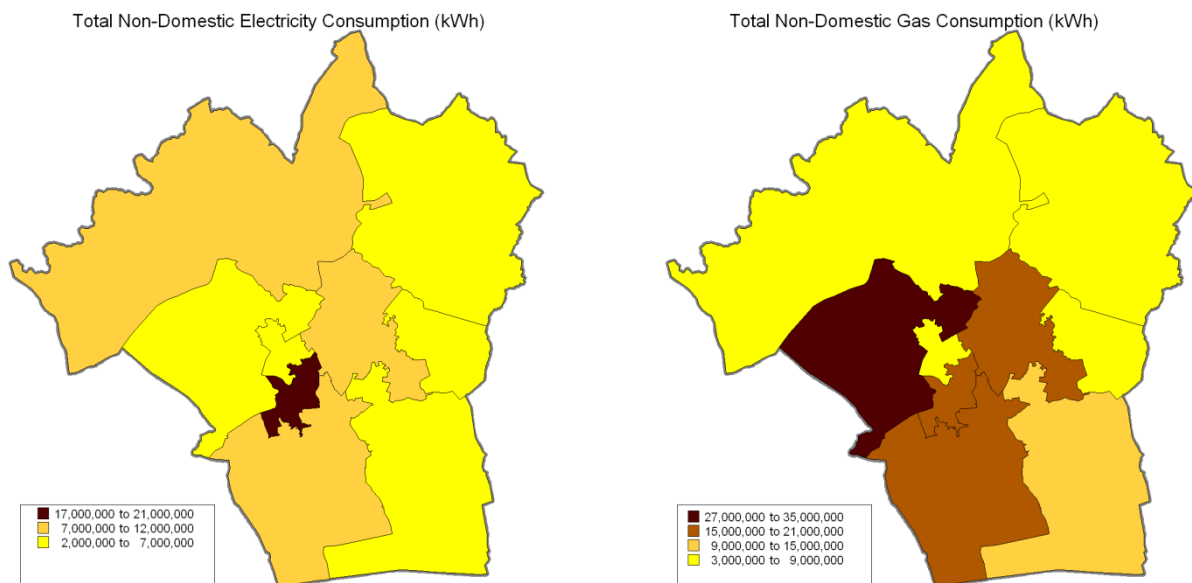 Total Non-Domestic Electricity Consumption (kWh)
17,000,000 to 21,000,000
7,000,000 to 12,000,000
2,000,000 to 7,000,000
Total Non-Domestic Gas Consumption (kWh)
27,000,000 to 35,000,000
15,000,000 to 21,000,000
9,000,000 to 15,000,000
3,000,000 to 9,000,000